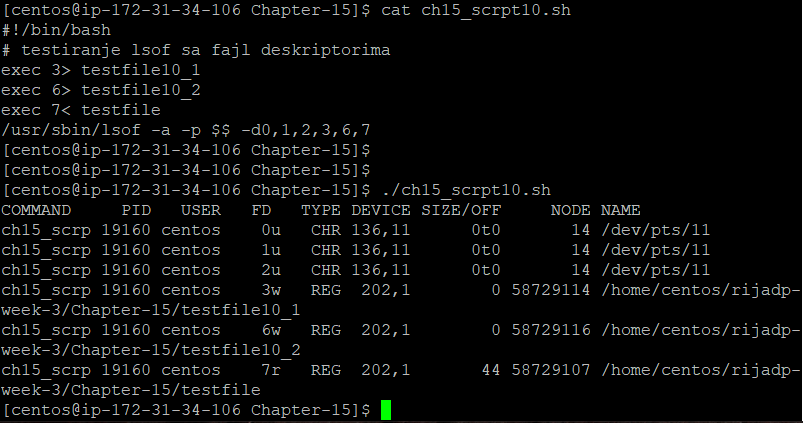 [centos@ip-172-31-34-106 Chapter-15]$ cat ch15_scrpt10.sh
#!/bin/bash
# testiranje lsof sa fajl deskriptorima
exec 3> testfile10_1
exec 6> testfile10_2
exec 7< testfile
/usr/sbin/lsof -a -p $$ -d0,1,2,3,6,7
[centos@ip-172-31-34-106 Chapter-15]$
[centos@ip-172-31-34-106 Chapter-15]$
[centos@ip-172-31-34-106 Chapter-15]$ ./ch15_scrpt10.sh
COMMAND     PID   USER   FD   TYPE DEVICE SIZE/OFF     NODE NAME
ch15_scrp 19160 centos    0u   CHR 136,11      0t0       14 /dev/pts/11
ch15_scrp 19160 centos    1u   CHR 136,11      0t0       14 /dev/pts/11
ch15_scrp 19160 centos    2u   CHR 136,11      0t0       14 /dev/pts/11
ch15_scrp 19160 centos    3w   REG  202,1        0 58729114 /home/centos/rijadp-
week-3/Chapter-15/testfile10_1
ch15_scrp 19160 centos    6w   REG  202,1        0 58729116 /home/centos/rijadp-
week-3/Chapter-15/testfile10_2
ch15_scrp 19160 centos    7r   REG  202,1       44 58729107 /home/centos/rijadp-
week-3/Chapter-15/testfile
[centos@ip-172-31-34-106 Chapter-15]$